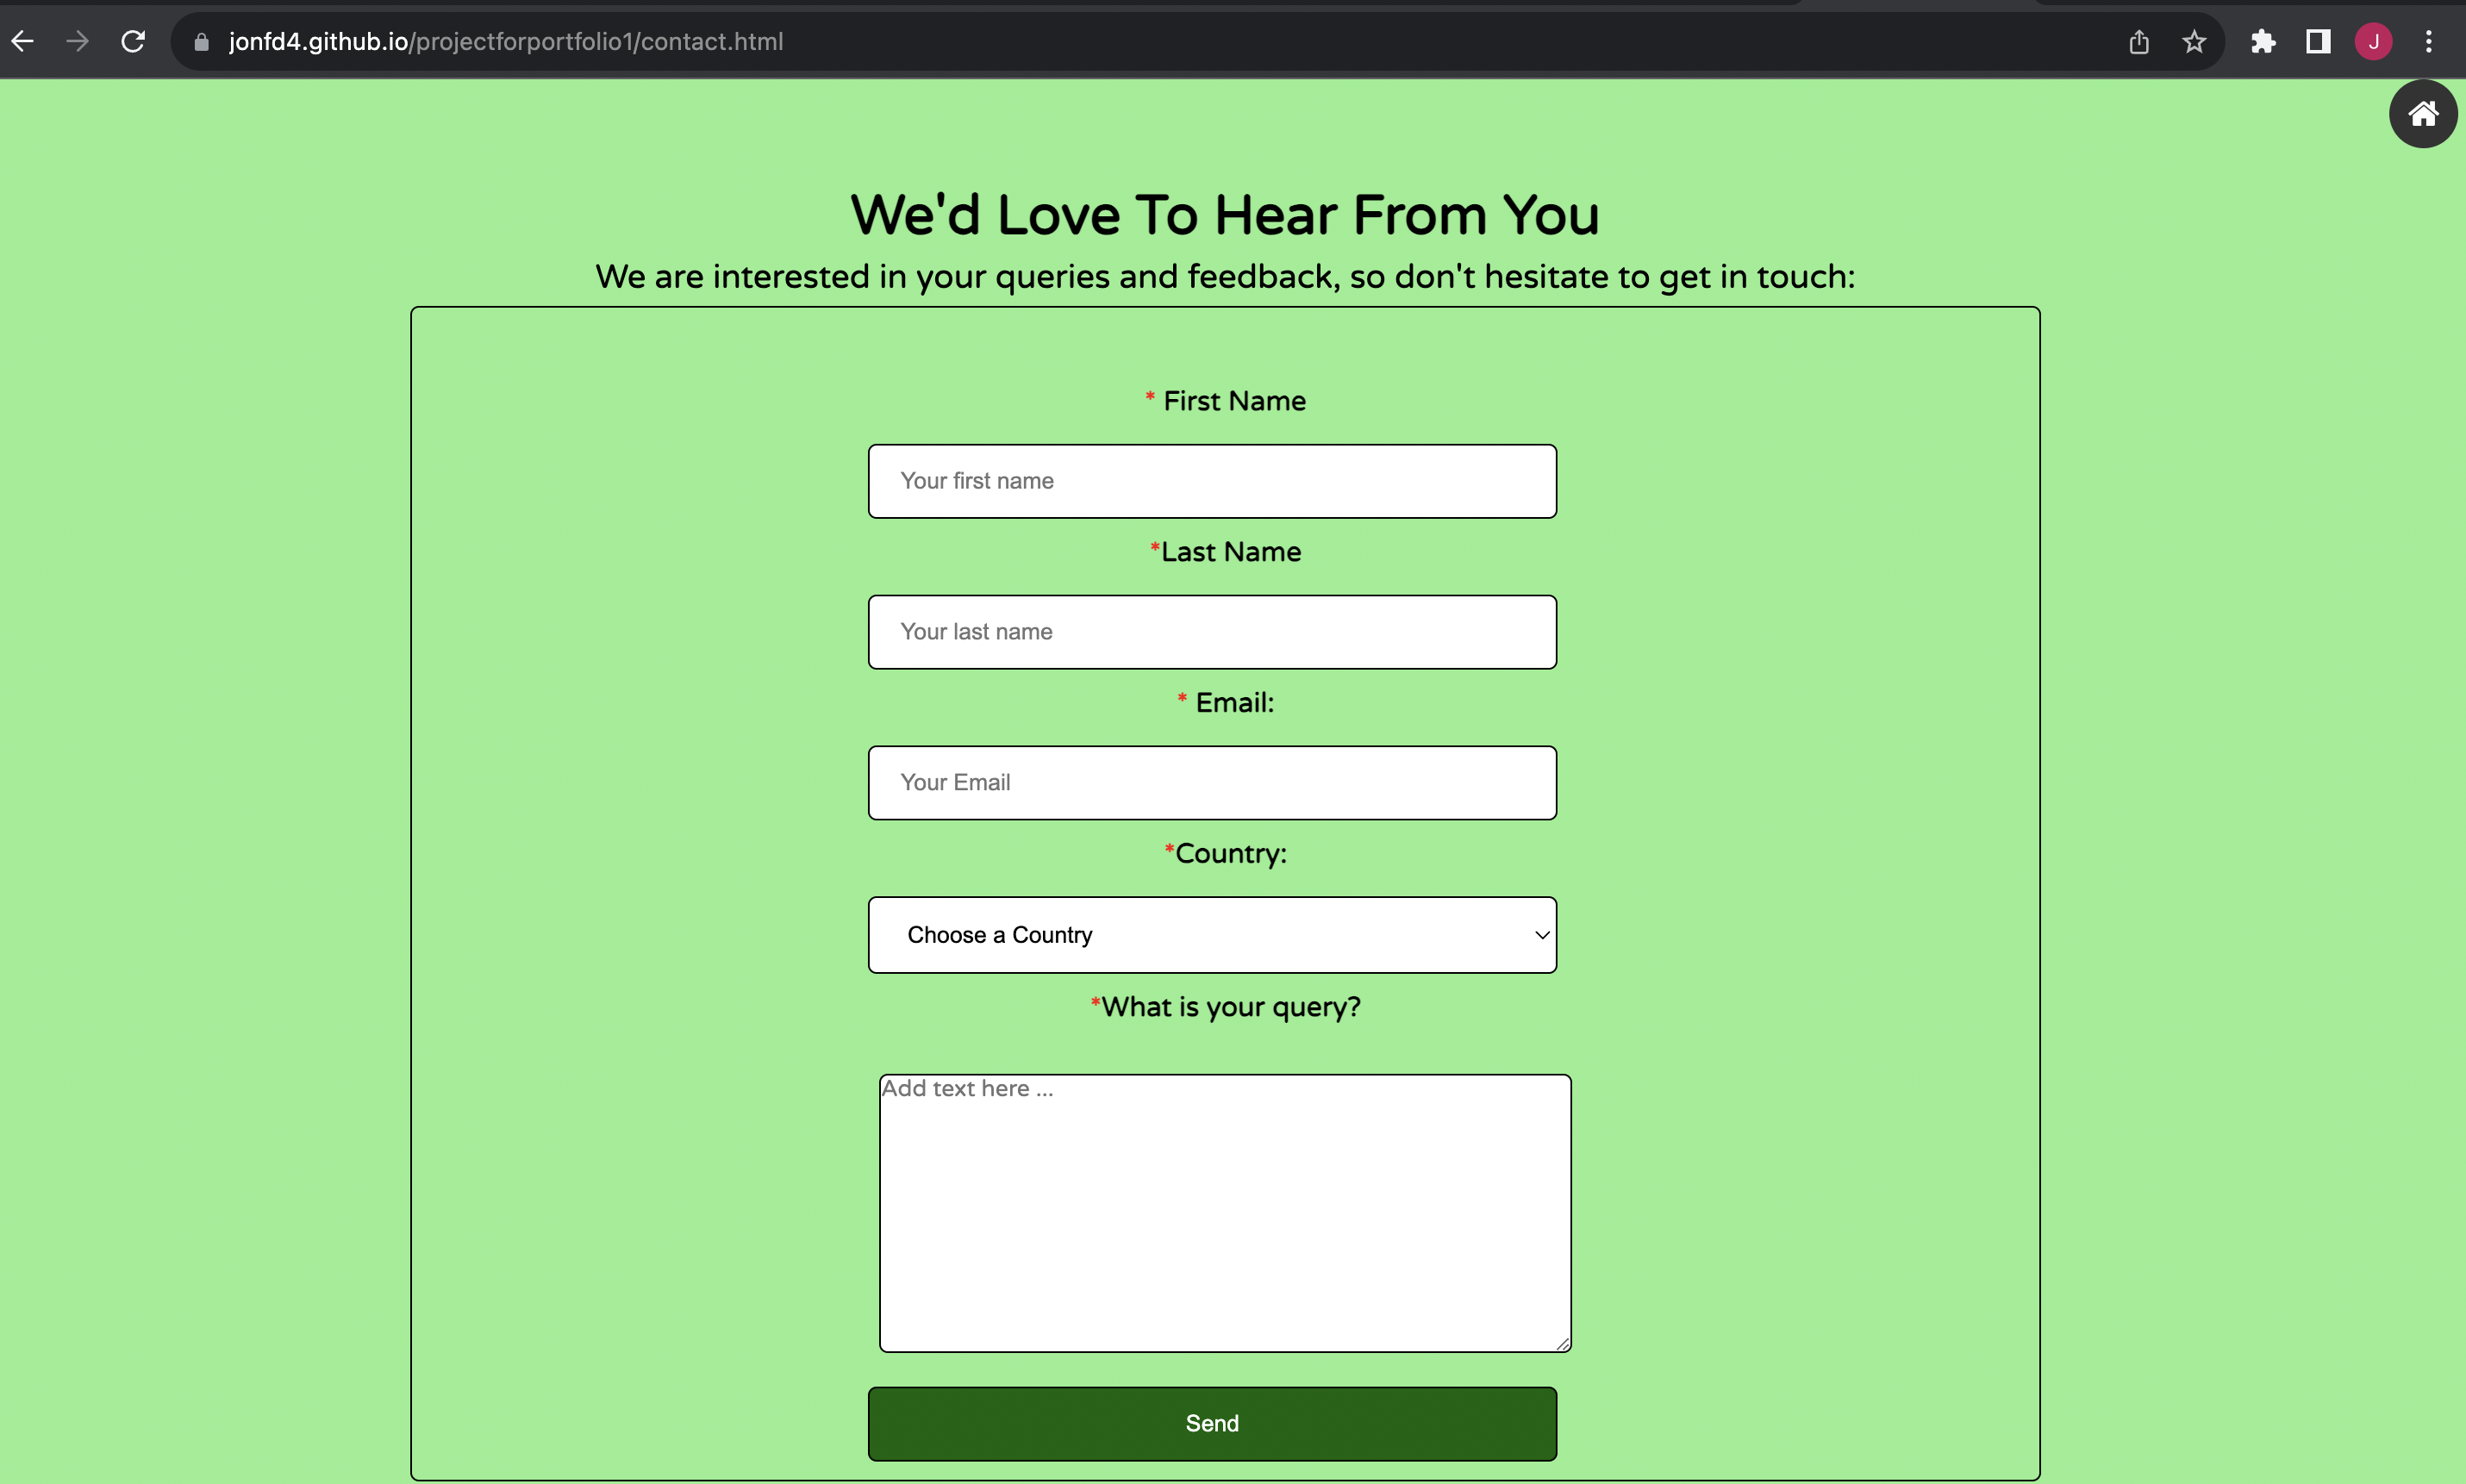 jonfd4.github.io/projectforportfolio1/contact.html
J
We'd Love To Hear From You
We are interested in your queries and feedback, so don't hesitate to get in touch:
* First Name
Your first name
*Last Name
Your last name
* Email:
Your Email
*Country:
Choose a Country
*What is your query?
Add text here ...
Send